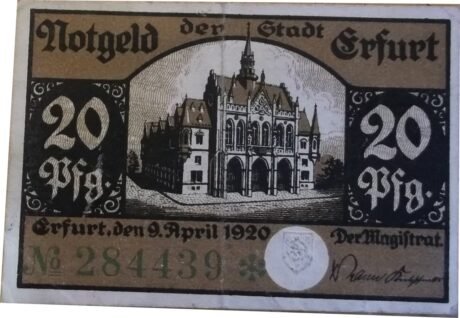 Notgeld der Stadt Erfurt
20 Pfg.
20 Pfg.
Erfurt, den 9. April 1920 Der Magistrat.
№ 284439 *